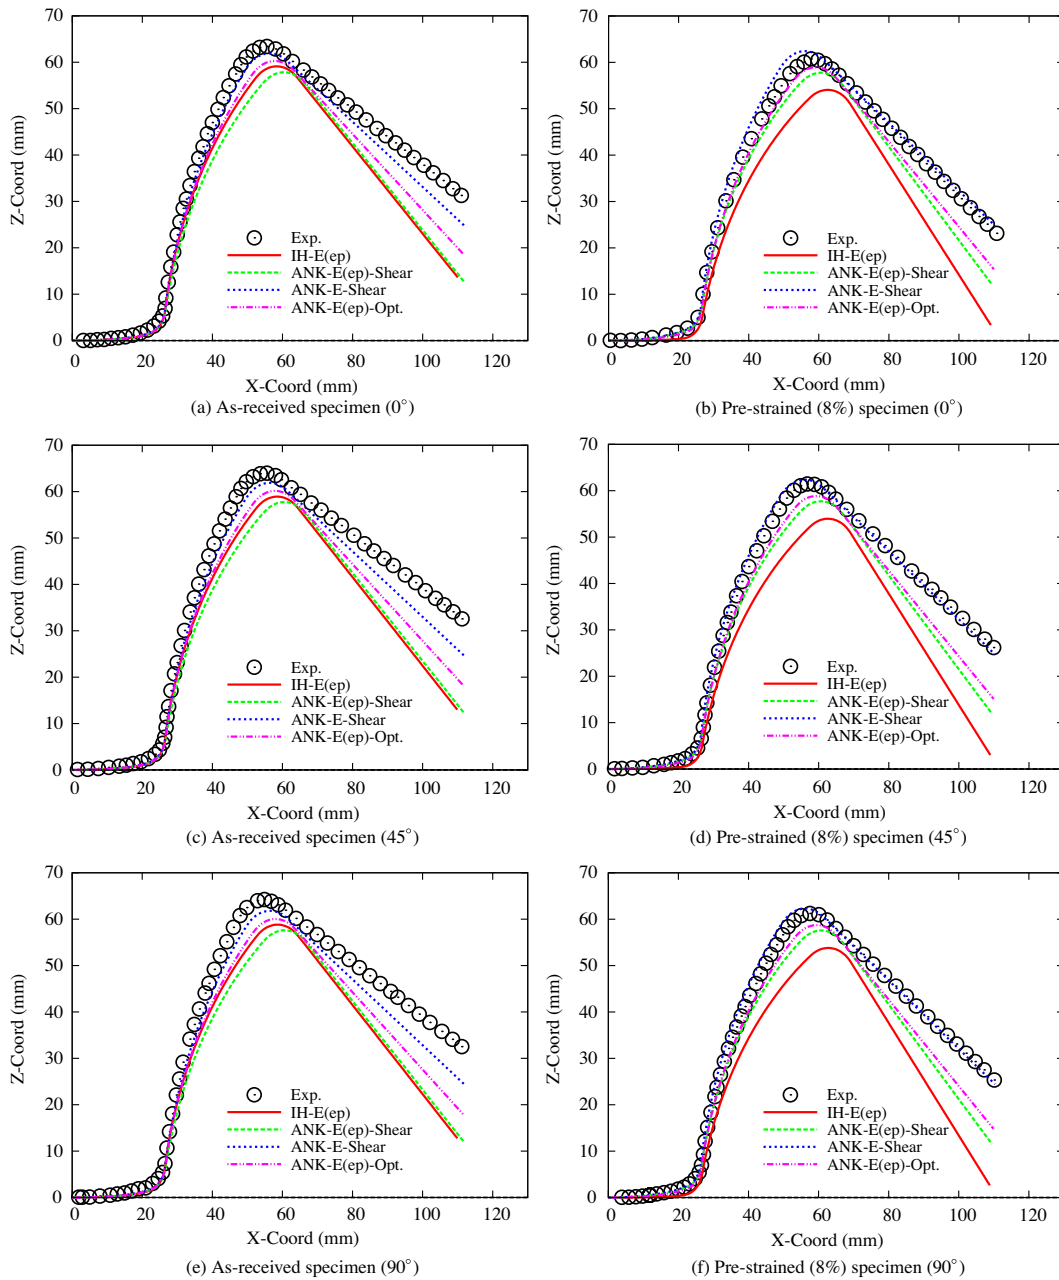 70
60
50
40
30
20
10
0
Z-Coord (mm)
Exp.
IH-E(ep)
ANK-E(ep)-Shear
ANK-E-Shear
ANK-E(ep)-Opt.
0 20 40 60 80 100 120
X-Coord (mm)
(a) As-received specimen (0°)
70
60
50
40
30
20
10
0
Z-Coord (mm)
Exp.
IH-E(ep)
ANK-E(ep)-Shear
ANK-E-Shear
ANK-E(ep)-Opt.
0 20 40 60 80 100 120
X-Coord (mm)
(b) Pre-strained (8%) specimen (0°)
70
60
50
40
30
20
10
0
Z-Coord (mm)
Exp.
IH-E(ep)
ANK-E(ep)-Shear
ANK-E-Shear
ANK-E(ep)-Opt.
0 20 40 60 80 100 120
X-Coord (mm)
(c) As-received specimen (45°)
70
60
50
40
30
20
10
0
Z-Coord (mm)
Exp.
IH-E(ep)
ANK-E(ep)-Shear
ANK-E-Shear
ANK-E(ep)-Opt.
0 20 40 60 80 100 120
X-Coord (mm)
(d) Pre-strained (8%) specimen (45°)
70
60
50
40
30
20
10
0
Z-Coord (mm)
Exp.
IH-E(ep)
ANK-E(ep)-Shear
ANK-E-Shear
ANK-E(ep)-Opt.
0 20 40 60 80 100 120
X-Coord (mm)
(e) As-received specimen (90°)
70
60
50
40
30
20
10
0
Z-Coord (mm)
Exp.
IH-E(ep)
ANK-E(ep)-Shear
ANK-E-Shear
ANK-E(ep)-Opt.
0 20 40 60 80 100 120
X-Coord (mm)
(f) Pre-strained (8%) specimen (90°)